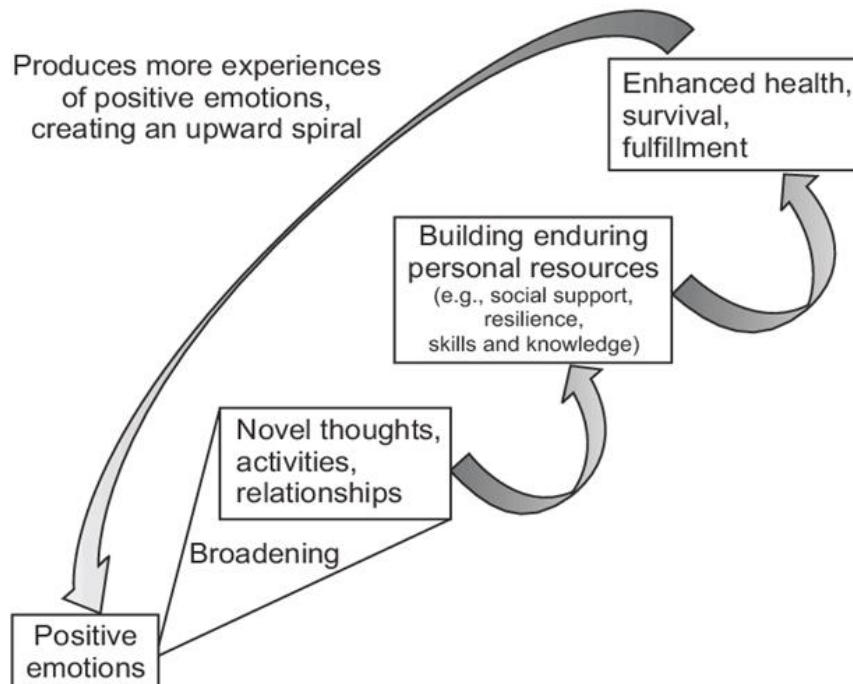 Produces more experiences
of positive emotions,
creating an upward spiral
Enhanced health,
survival,
fulfillment
Building enduring
personal resources
(e.g., social support,
resilience,
skills and knowledge)
Novel thoughts,
activities,
relationships
Broadening
Positive
emotions